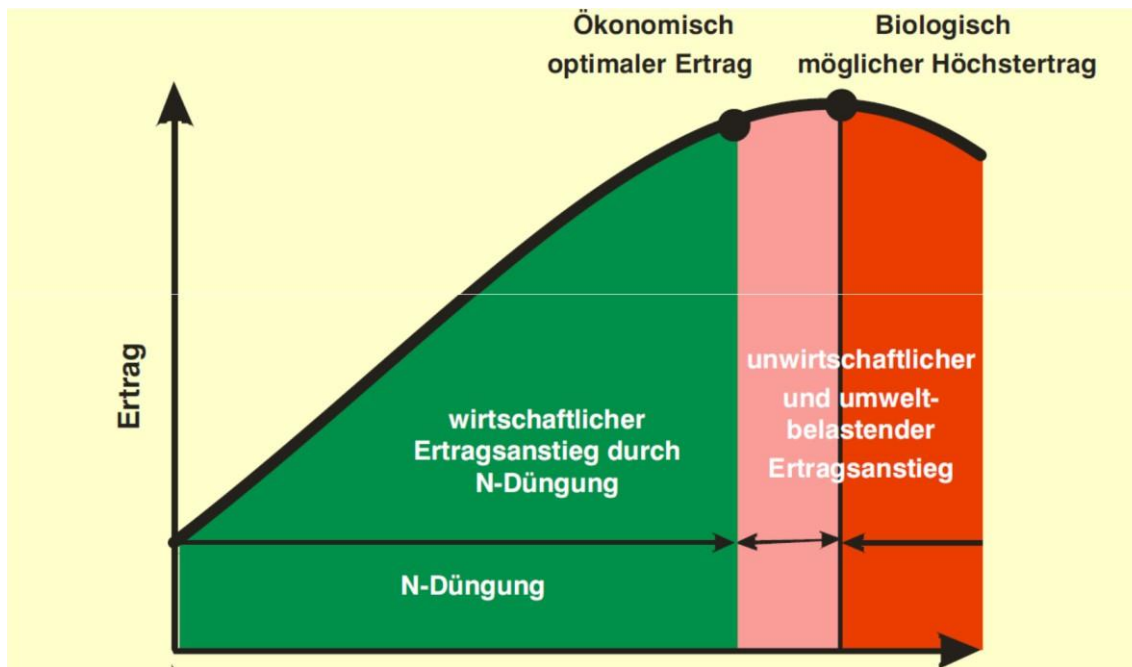 Ökonomisch
optimaler Ertrag
Biologisch
möglicher Höchstertrag
Ertrag
wirtschaftlicher
Ertragsanstieg durch
N-Düngung
unwirtschaftlicher
und umwelt-
belastender
Ertragsanstieg
N-Düngung